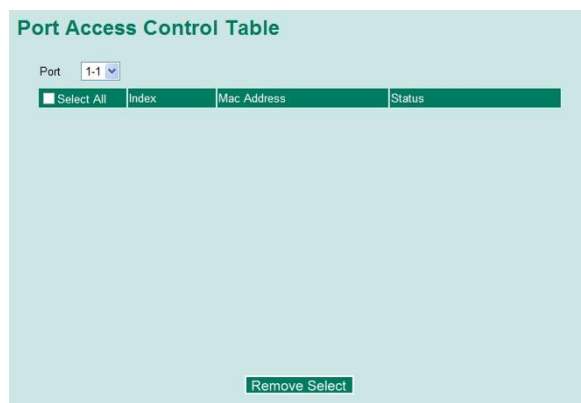 Port Access Control Table
Port 1-1
Select All Index Mac Address Status
Remove Select